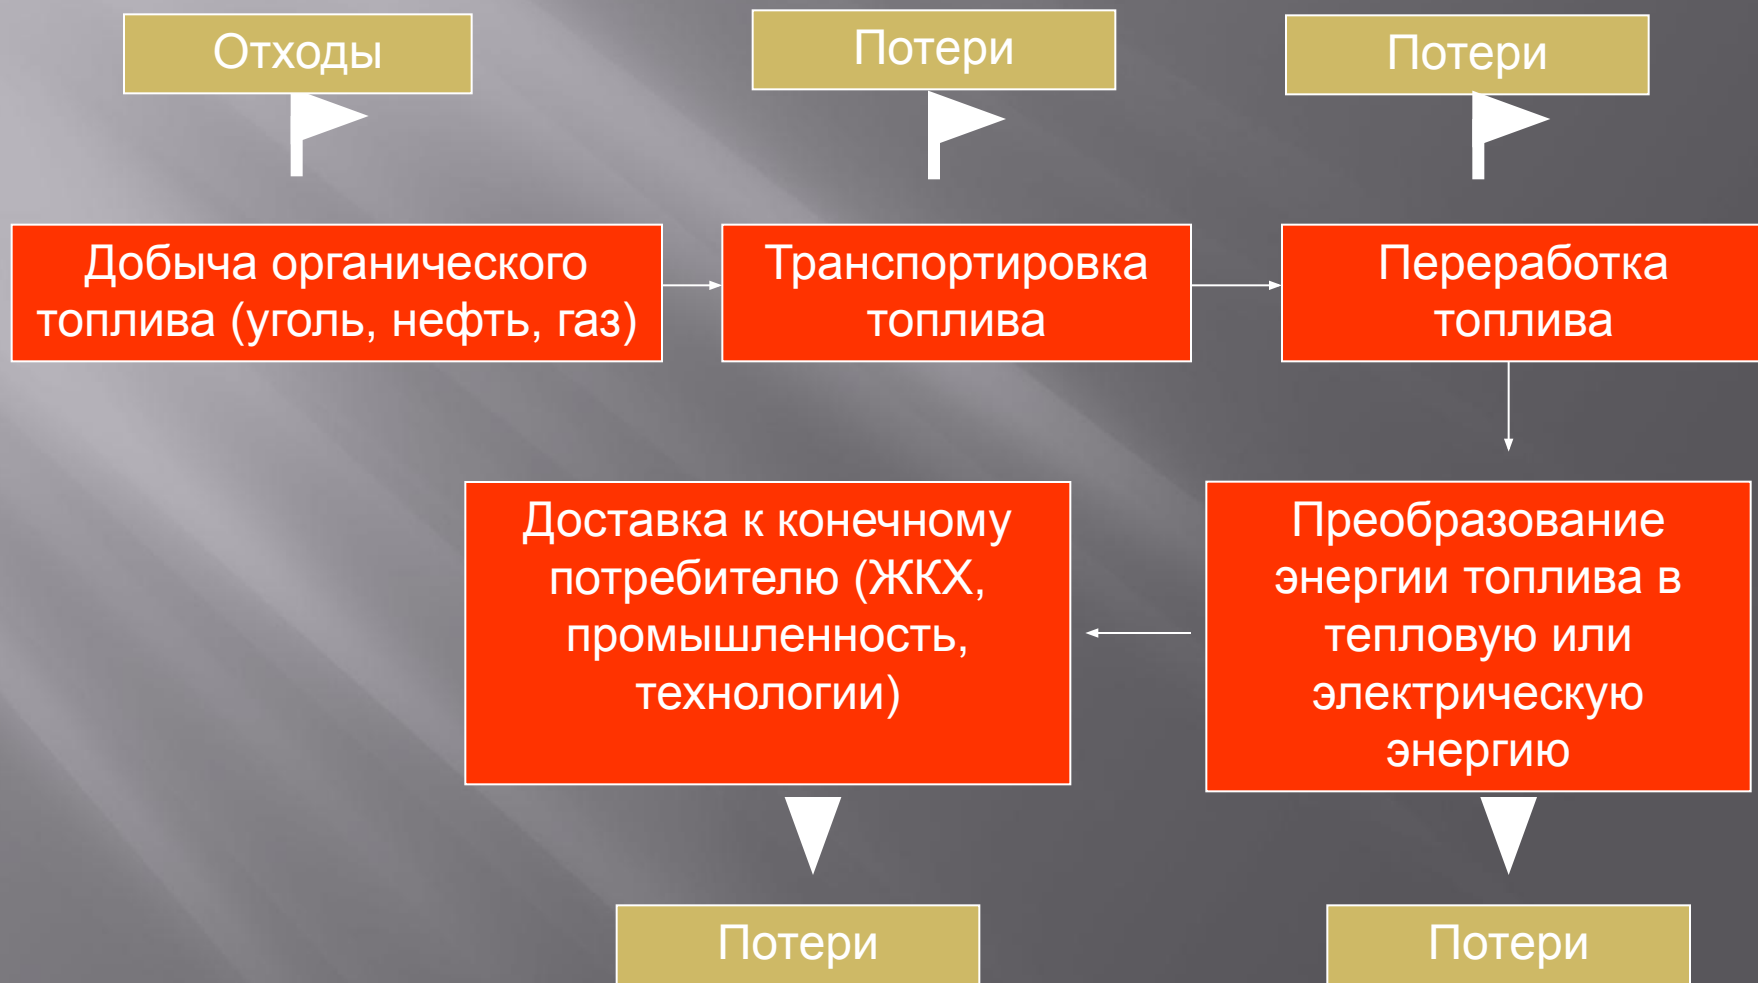 Отходы
Потери
Потери
Добыча органического
топлива (уголь, нефть, газ)
Транспортировка
топлива
Переработка
топлива
Доставка к конечному
потребителю (ЖКХ,
промышленность,
технологии)
Преобразование
энергии топлива в
тепловую или
электрическую
энергию
Потери
Потери